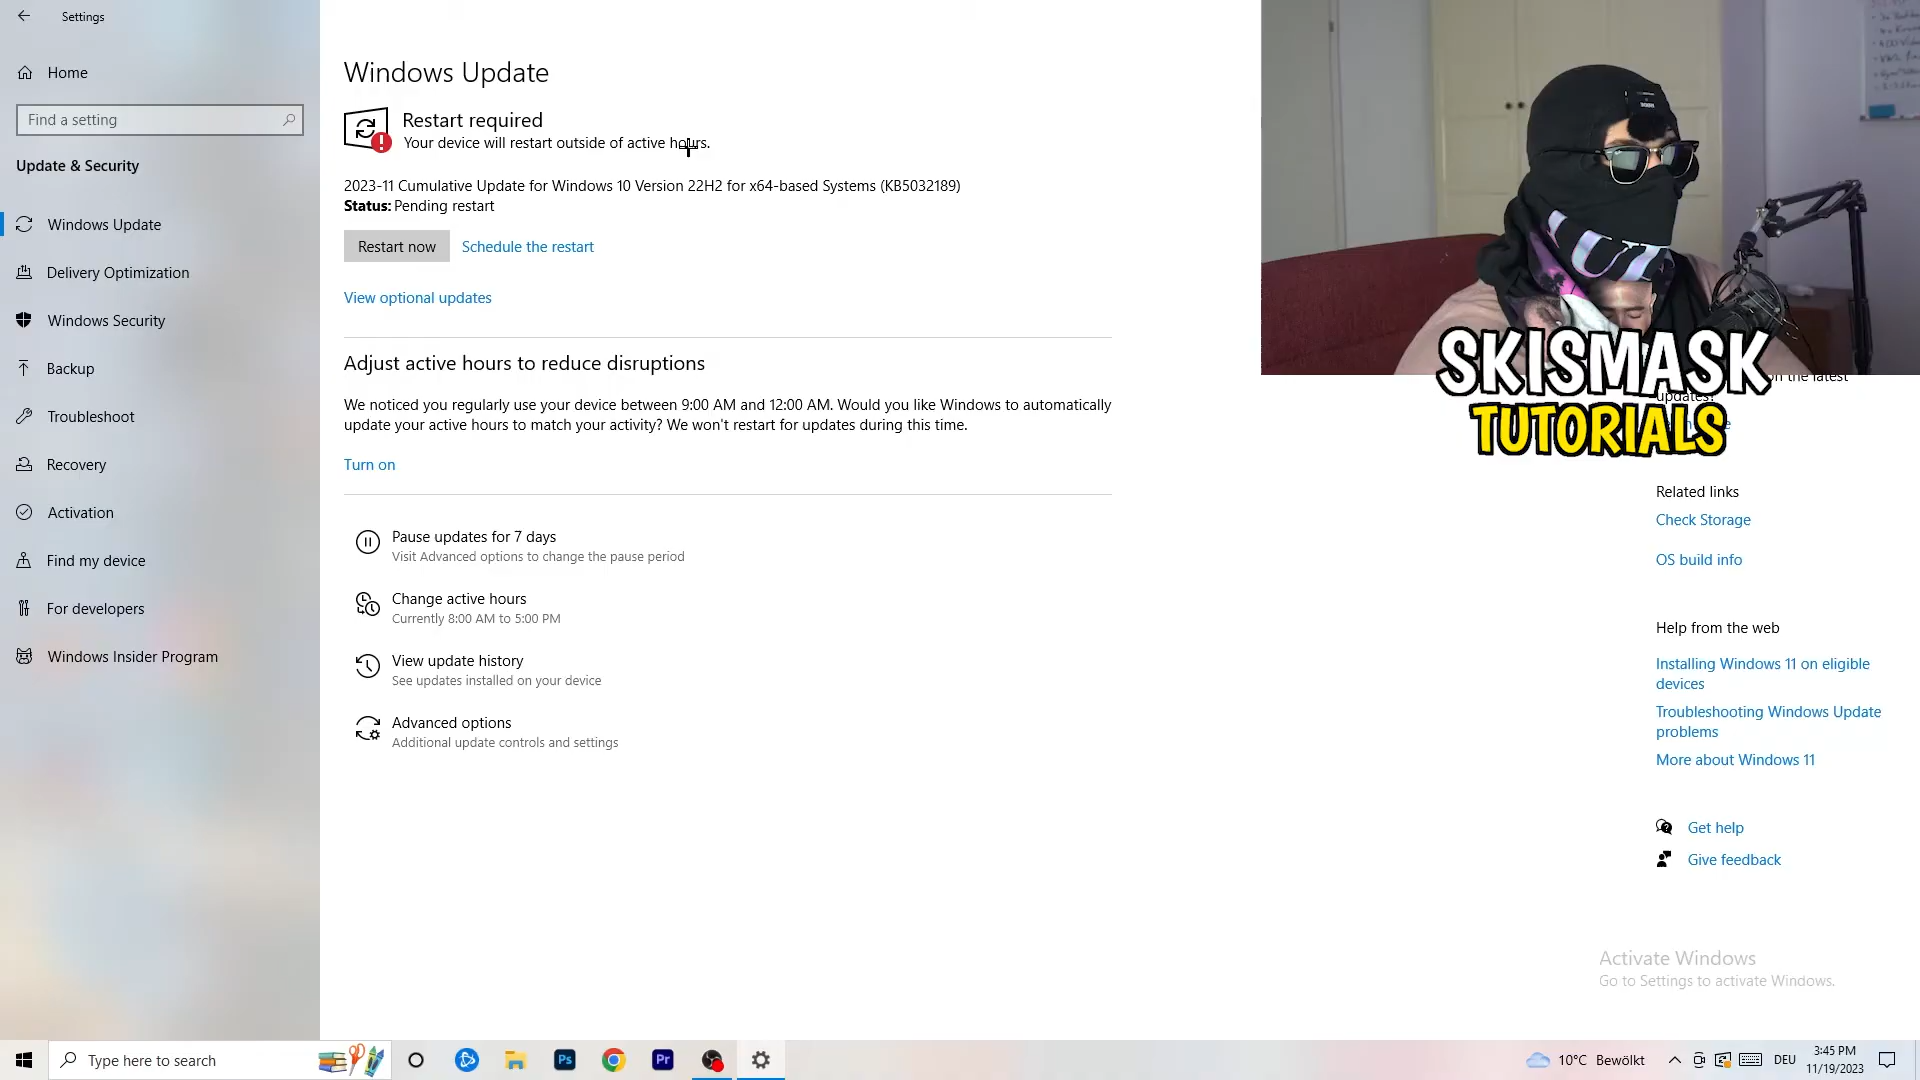 Settings
Home
Find a setting
Update & Security
Windows Update
Delivery Optimization
Windows Security
Backup
Troubleshoot
Recovery
Activation
Find my device
For developers
Windows Insider Program
Windows Update
Restart required
Your device will restart outside of active hours.
2023-11 Cumulative Update for Windows 10 Version 22H2 for x64-based Systems (KB5032189)
Status: Pending restart
Restart now
Schedule the restart
View optional updates
Adjust active hours to reduce disruptions
We noticed you regularly use your device between 9:00 AM and 12:00 AM. Would you like Windows to automatically
update your active hours to match your activity? We won't restart for updates during this time.
Turn on
Pause updates for 7 days
Visit Advanced options to change the pause period
Change active hours
Currently 8:00 AM to 5:00 PM
View update history
See updates installed on your device
Advanced options
Additional update controls and settings
SKISMASK
TUTORIALS
on the latest
updates?
Related links
Check Storage
OS build info
Help from the web
Installing Windows 11 on eligible
devices
Troubleshooting Windows Update
problems
More about Windows 11
Get help
Give feedback
Activate Windows
Go to Settings to activate Windows.
Type here to search
Ps
Pr
10°C Bewölkt
DEU
3:45 PM
11/19/2023